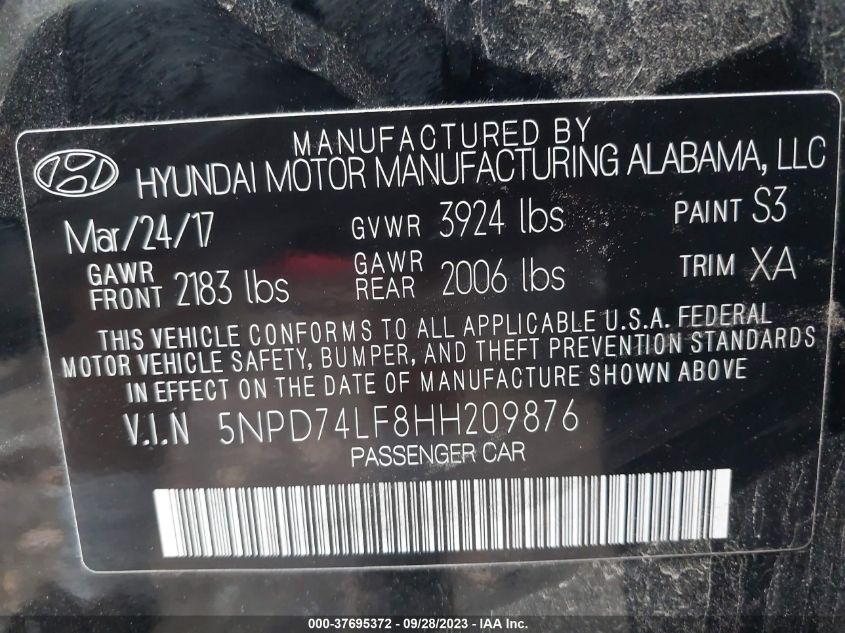 MANUFACTURED BY
HYUNDAI MOTOR MANUFACTURING ALABAMA, LLC
Mar/24/17 GVWR 3924 lbs PAINT S3
GAWR FRONT 2183 lbs GAWR REAR 2006 lbs TRIM XA
THIS VEHICLE CONFORMS TO ALL APPLICABLE U.S.A. FEDERAL
MOTOR VEHICLE SAFETY, BUMPER, AND THEFT PREVENTION STANDARDS
IN EFFECT ON THE DATE OF MANUFACTURE SHOWN ABOVE
V.I.N 5NPD74LF8HH209876
PASSENGER CAR
000-37695372 - 09/28/2023 - IAA Inc.